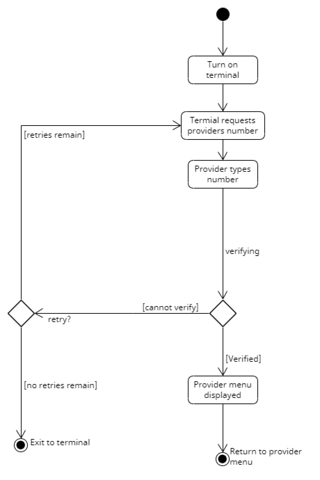 Turn on
terminal
Termial requests
providers number
[retries remain]
Provider types
number
verifying
[cannot verify]
retry?
[Verified]
[no retries remain]
Provider menu
displayed
Exit to terminal
Return to provider
menu